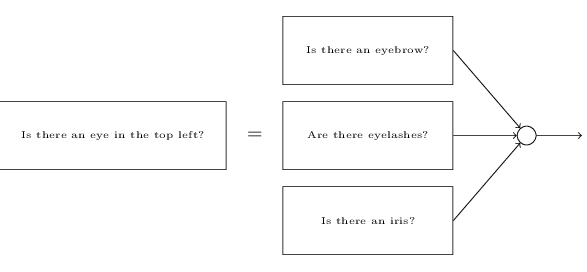 Is there an eyebrow?
Is there an eye in the top left?
=
Are there eyelashes?
Is there an iris?